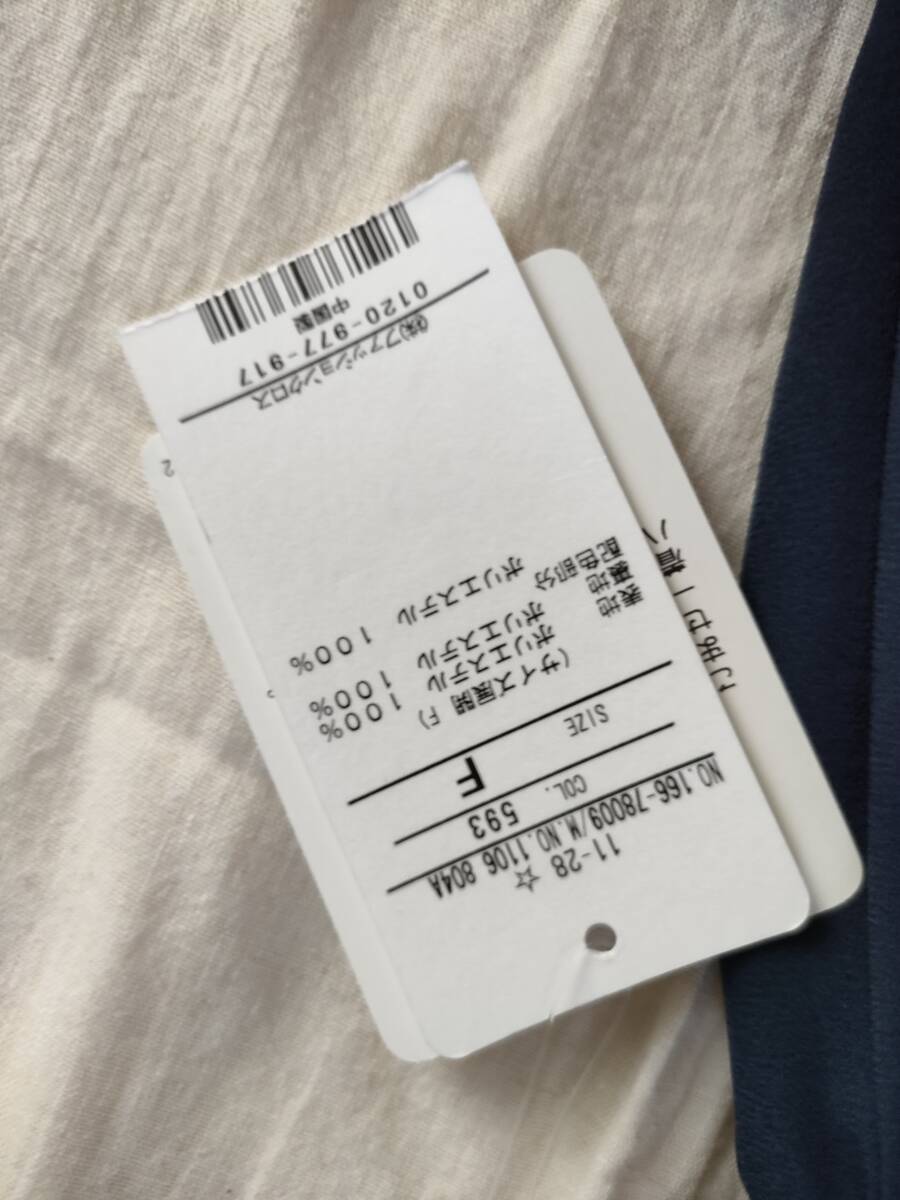 11-28 ☆
NO.166-78009/M.NO.1106 804A
COL. 593
SIZE F
(サイズ展開 F)
表地 ポリエステル 100%
裏地 ポリエステル 100%
配色部分
ポリエステル 100%
㈱ファッションクロス
0120-977-917
中国製